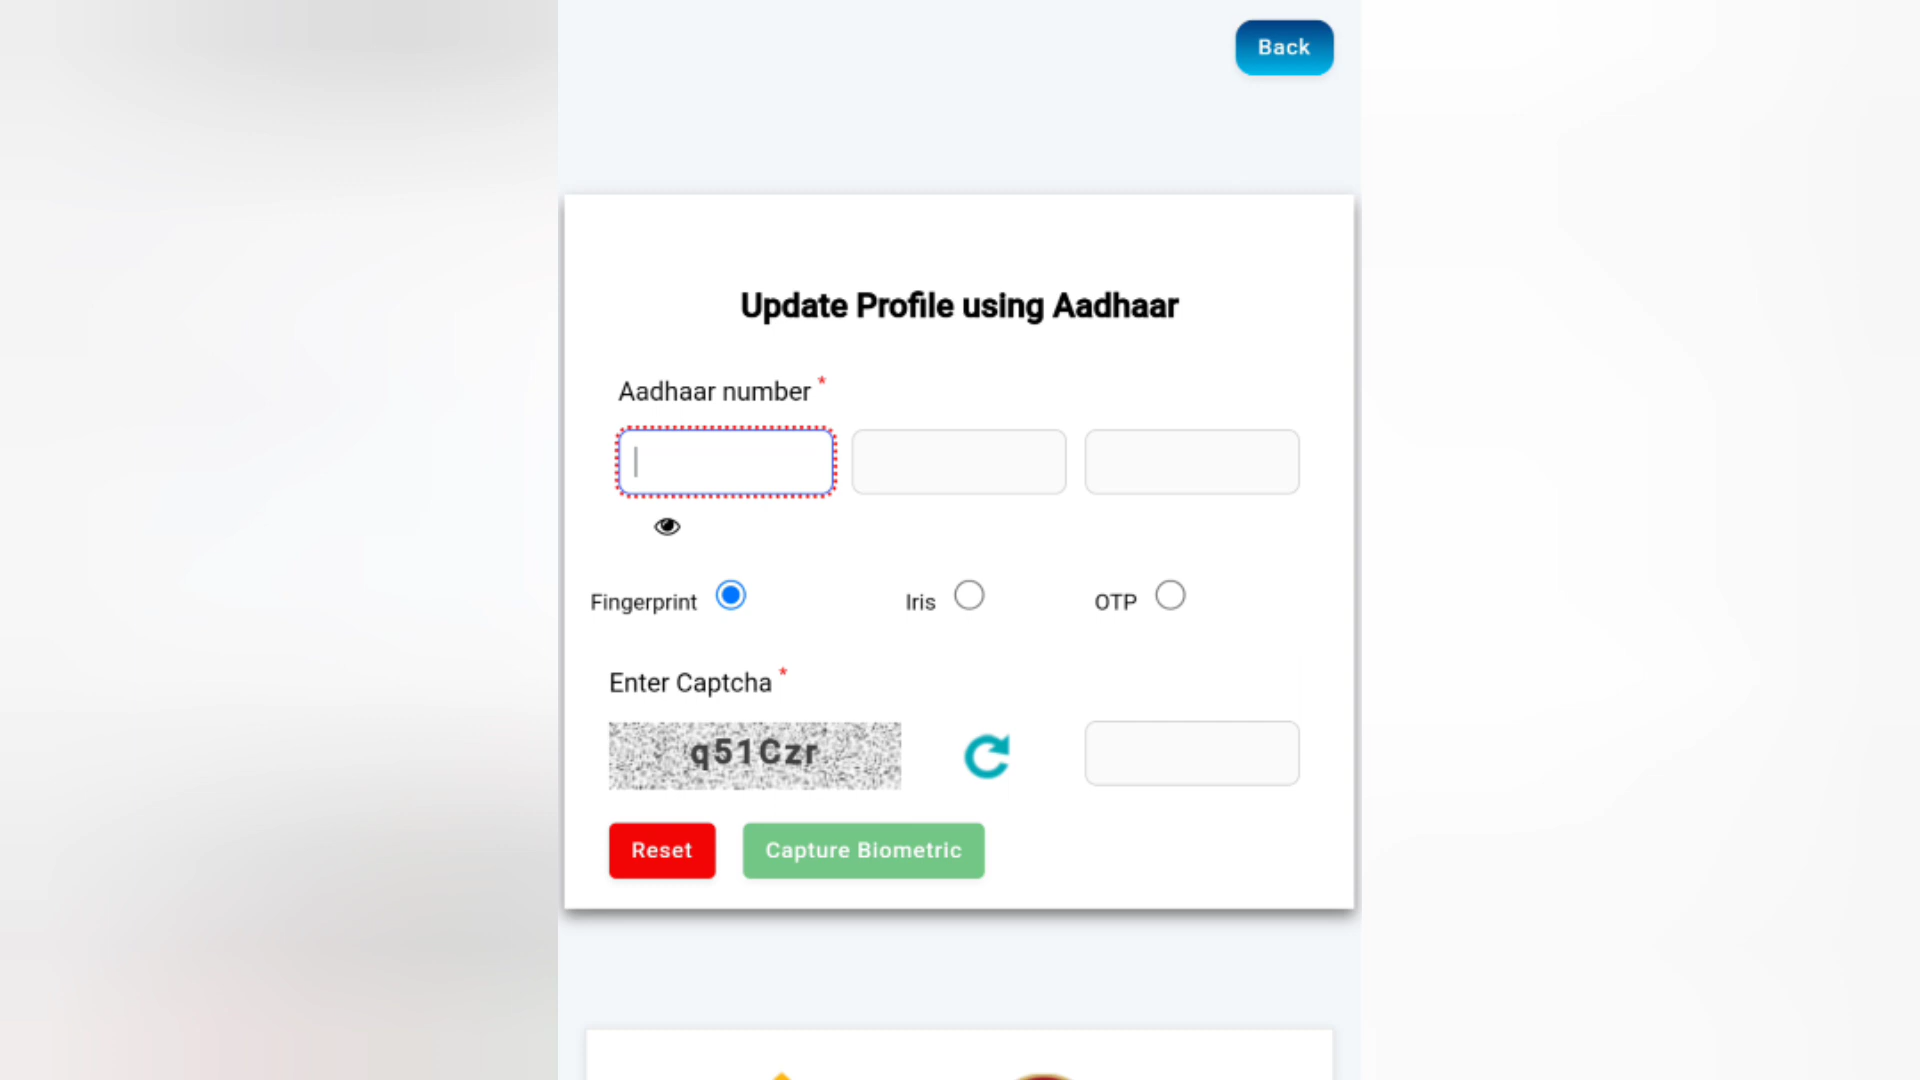 Back
Update Profile using Aadhaar
Aadhaar number *
Fingerprint Iris OTP
Enter Captcha *
q51Czr
Reset Capture Biometric